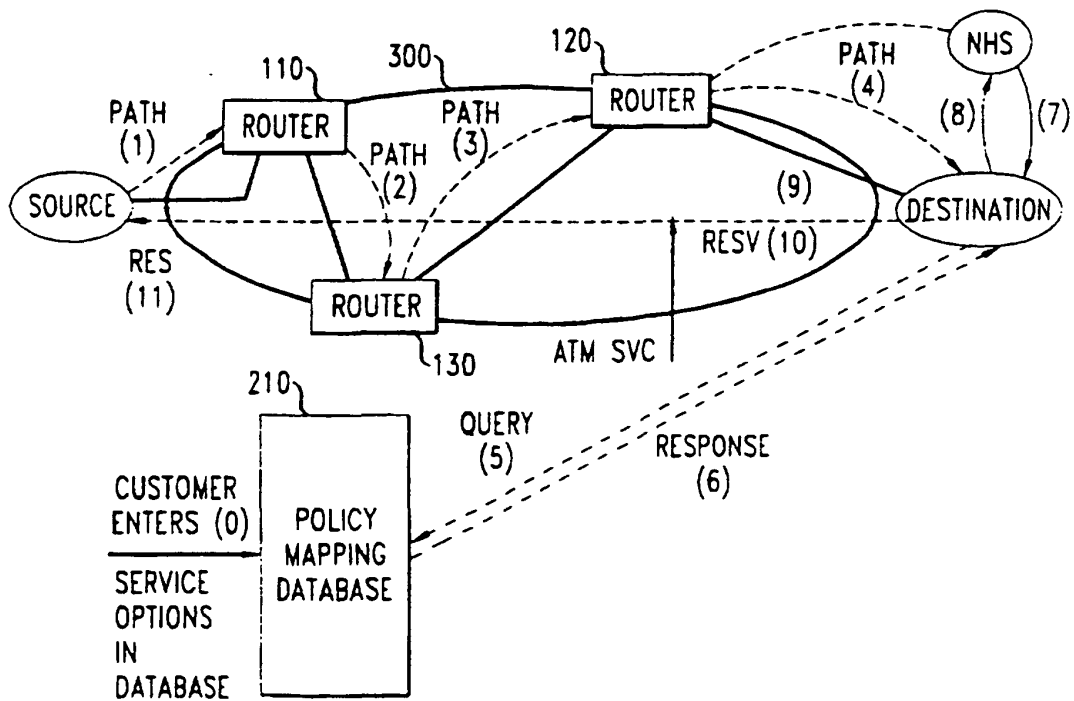 120
NHS
300
PATH
(4)
110
ROUTER
PATH
(1)
ROUTER
PATH
(3)
(8)
(7)
PATH
(2)
SOURCE
(9)
DESTINATION
RESV (10)
RES
(11)
ROUTER
ATM SVC
130
210
QUERY
(5)
RESPONSE
(6)
CUSTOMER
ENTERS (0)
POLICY
MAPPING
DATABASE
SERVICE
OPTIONS
IN
DATABASE